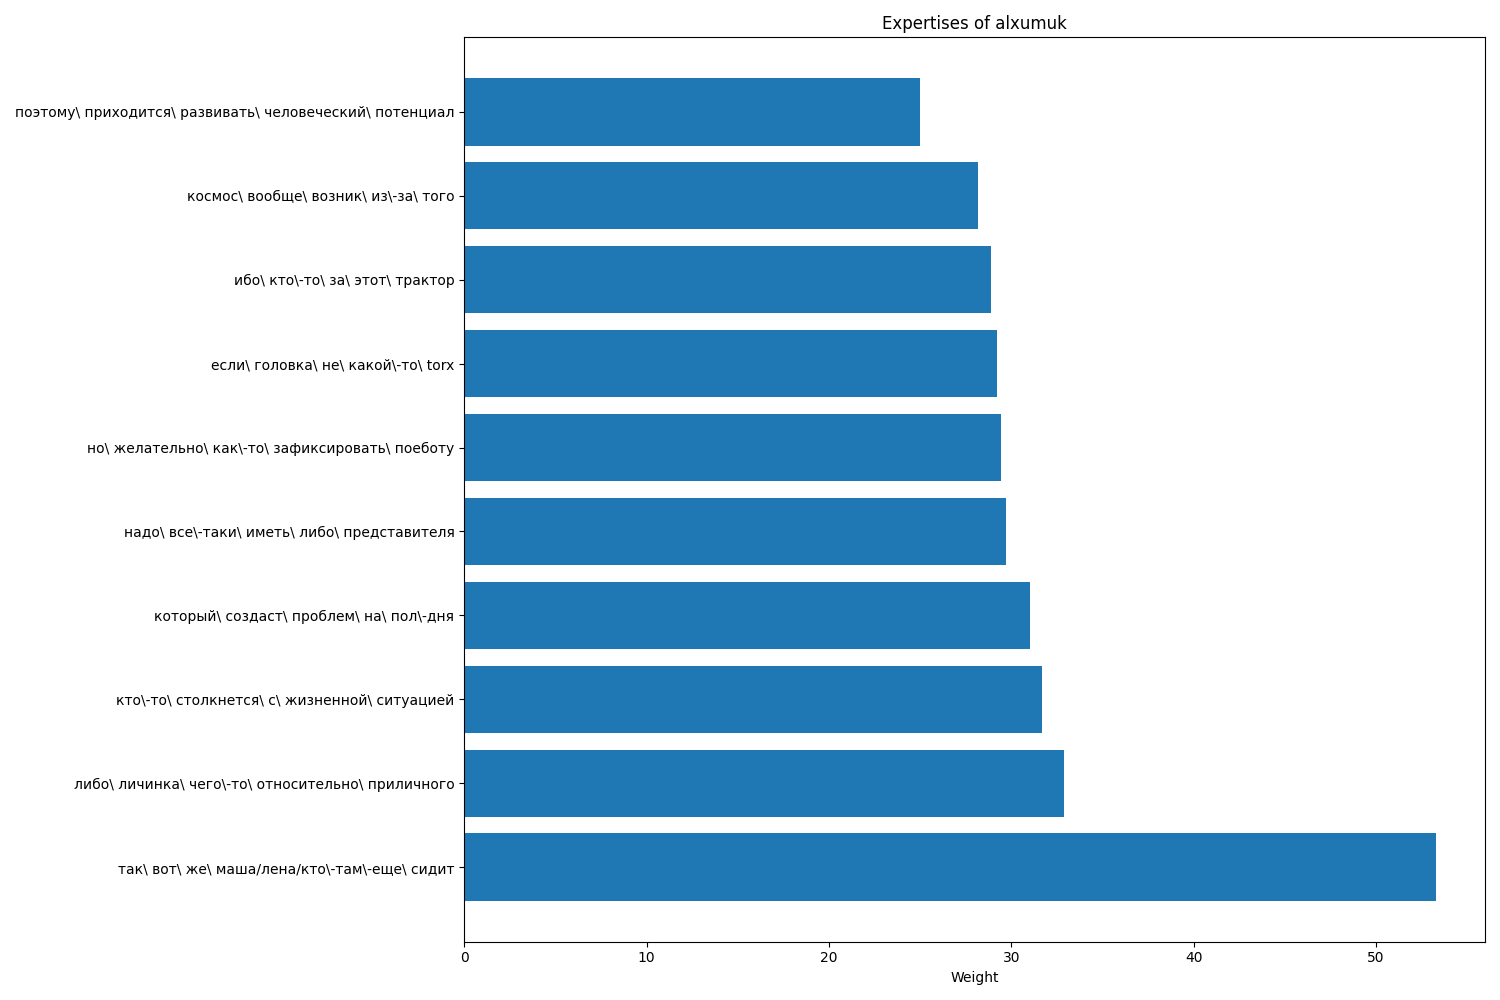 Expertises of alxumuk
поэтому\ приходится\ развивать\ человеческий\ потенциал
космос\ вообще\ возник\ из\-за\ того
ибо\ кто\-то\ за\ этот\ трактор
если\ головка\ не\ какой\-то\ torx
но\ желательно\ как\-то\ зафиксировать\ поеботу
надо\ все\-таки\ иметь\ либо\ представителя
который\ создаст\ проблем\ на\ пол\-дня
кто\-то\ столкнется\ с\ жизненной\ ситуацией
либо\ личинка\ чего\-то\ относительно\ приличного
так\ вот\ же\ маша/лена/кто\-там\-еще\ сидит
0 10 20 30 40 50
Weight